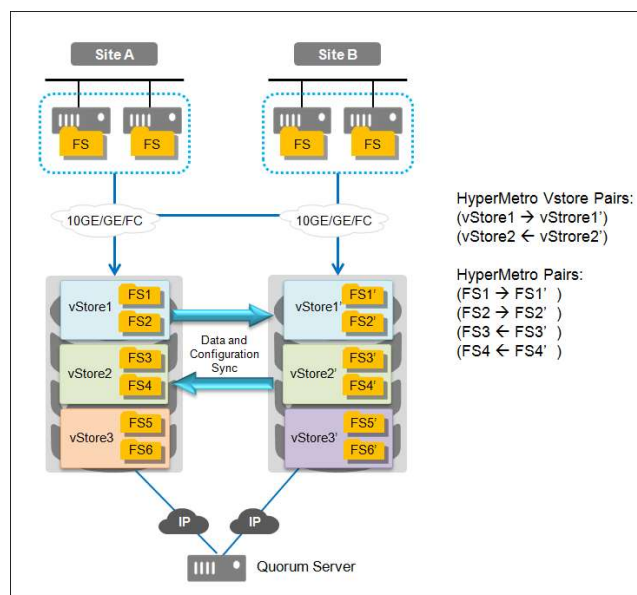 Site A
Site B
FS
FS
FS
FS
10GE/GE/FC
10GE/GE/FC
HyperMetro Vstore Pairs:
(vStore1 → vStrore1’)
(vStore2 ← vStrore2’)
HyperMetro Pairs:
(FS1 → FS1’ )
(FS2 → FS2’ )
(FS3 ← FS3’ )
(FS4 ← FS4’ )
vStore1
FS1
FS2
vStore1’
FS1’
FS2’
Data and
Configuration
Sync
vStore2
FS3
FS4
vStore2’
FS3’
FS4’
vStore3
FS5
FS6
vStore3’
FS5’
FS6’
IP
IP
Quorum Server